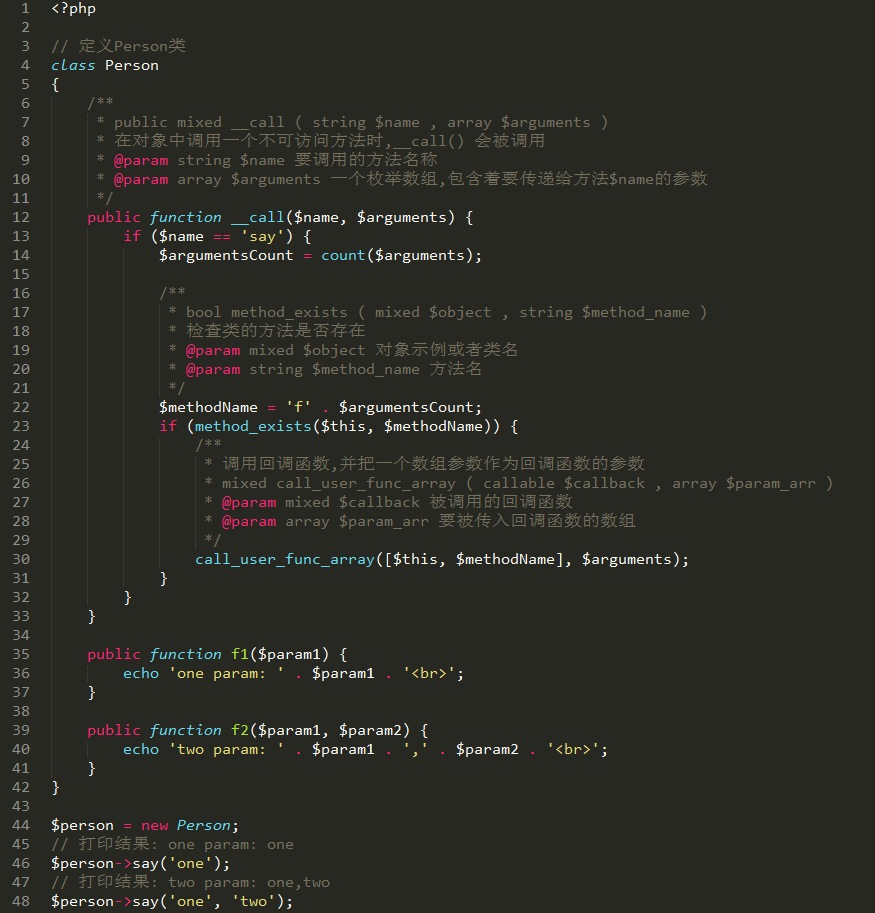 1 <?php
2
3 // 定义Person类
4 class Person
5 {
6     /**
7      * public mixed __call ( string $name , array $arguments )
8      * 在对象中调用一个不可访问方法时,__call() 会被调用
9      * @param string $name 要调用的方法名称
10      * @param array $arguments 一个枚举数组,包含着要传递给方法$name的参数
11      */
12     public function __call($name, $arguments) {
13         if ($name == 'say') {
14             $argumentsCount = count($arguments);
15
16             /**
17              * bool method_exists ( mixed $object , string $method_name )
18              * 检查类的方法是否存在
19              * @param mixed $object 对象示例或者类名
20              * @param string $method_name 方法名
21              */
22             $methodName = 'f' . $argumentsCount;
23             if (method_exists($this, $methodName)) {
24                 /**
25                  * 调用回调函数,并把一个数组参数作为回调函数的参数
26                  * mixed call_user_func_array ( callable $callback , array $param_arr )
27                  * @param mixed $callback 被调用的回调函数
28                  * @param array $param_arr 要被传入回调函数的数组
29                  */
30                 call_user_func_array([$this, $methodName], $arguments);
31             }
32         }
33     }
34
35     public function f1($param1) {
36         echo 'one param: ' . $param1 . '<br>';
37     }
38
39     public function f2($param1, $param2) {
40         echo 'two param: ' . $param1 . ',' . $param2 . '<br>';
41     }
42 }
43
44 $person = new Person;
45 // 打印结果: one param: one
46 $person->say('one');
47 // 打印结果: two param: one,two
48 $person->say('one', 'two');